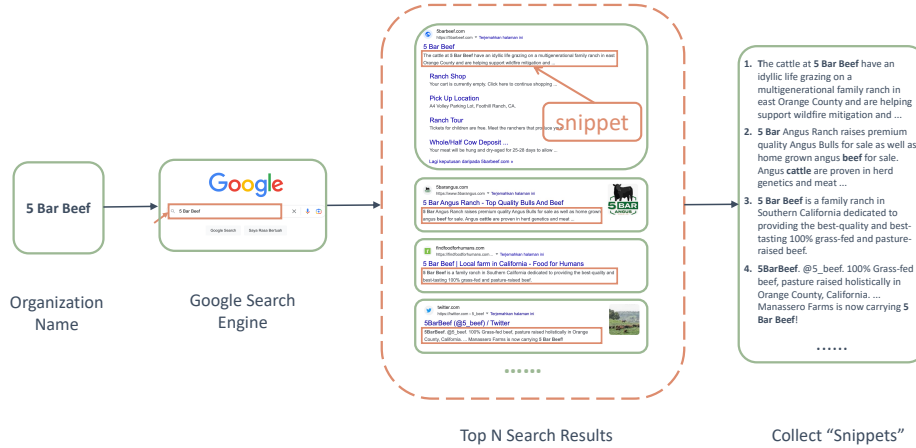 5 Bar Beef
Organization
Name
Google
5 Bar Beef
Google Search
Saya Rasa Bertuah
Google Search
Engine
5barbeef.com
https://5barbeef.com Terjemahkan halaman ini
5 Bar Beef
The cattle at 5 Bar Beef have an idyllic life grazing on a multigenerational family ranch in east
Orange County and are helping support wildfire mitigation and ...
Ranch Shop
Your cart is currently empty. Click here to continue shopping ...
Pick Up Location
A4 Volley Parking Lot, Foothill Ranch, CA.
Ranch Tour
Tickets for children are free. Meet the ranchers that produce your
Whole/Half Cow Deposit ...
Your meat will be hung and dry-aged for 25-28 days to allow ...
Lagi keputusan daripada 5barbeef.com »
snippet
5barangus.com
https://www.5barangus.com Terjemahkan halaman ini
5 Bar Angus Ranch - Top Quality Bulls And Beef
5 Bar Angus Ranch raises premium quality Angus Bulls for sale as well as home grown
angus beef for sale. Angus cattle are proven in herd genetics and meat ...
5 BAR
ANGUS
findfoodforhumans.com
https://findfoodforhumans.com... Terjemahkan halaman ini
5 Bar Beef | Local farm in California - Food for Humans
5 Bar Beef is a family ranch in Southern California dedicated to providing the best-quality and
best-tasting 100% grass-fed and pasture-raised beef.
twitter.com
https://twitter.com › 5_beef Terjemahkan halaman ini
5BarBeef (@5_beef) / Twitter
5BarBeef. @5_beef. 100% Grass-fed beef, pasture raised holistically in Orange
County, California. ... Manassero Farms is now carrying 5 Bar Beef!
......
Top N Search Results
1. The cattle at 5 Bar Beef have an
idyllic life grazing on a
multigenerational family ranch in
east Orange County and are helping
support wildfire mitigation and ...
2. 5 Bar Angus Ranch raises premium
quality Angus Bulls for sale as well as
home grown angus beef for sale.
Angus cattle are proven in herd
genetics and meat ...
3. 5 Bar Beef is a family ranch in
Southern California dedicated to
providing the best-quality and best-
tasting 100% grass-fed and pasture-
raised beef.
4. 5BarBeef. @5_beef. 100% Grass-fed
beef, pasture raised holistically in
Orange County, California. ...
Manassero Farms is now carrying 5
Bar Beef!
......
Collect “Snippets”